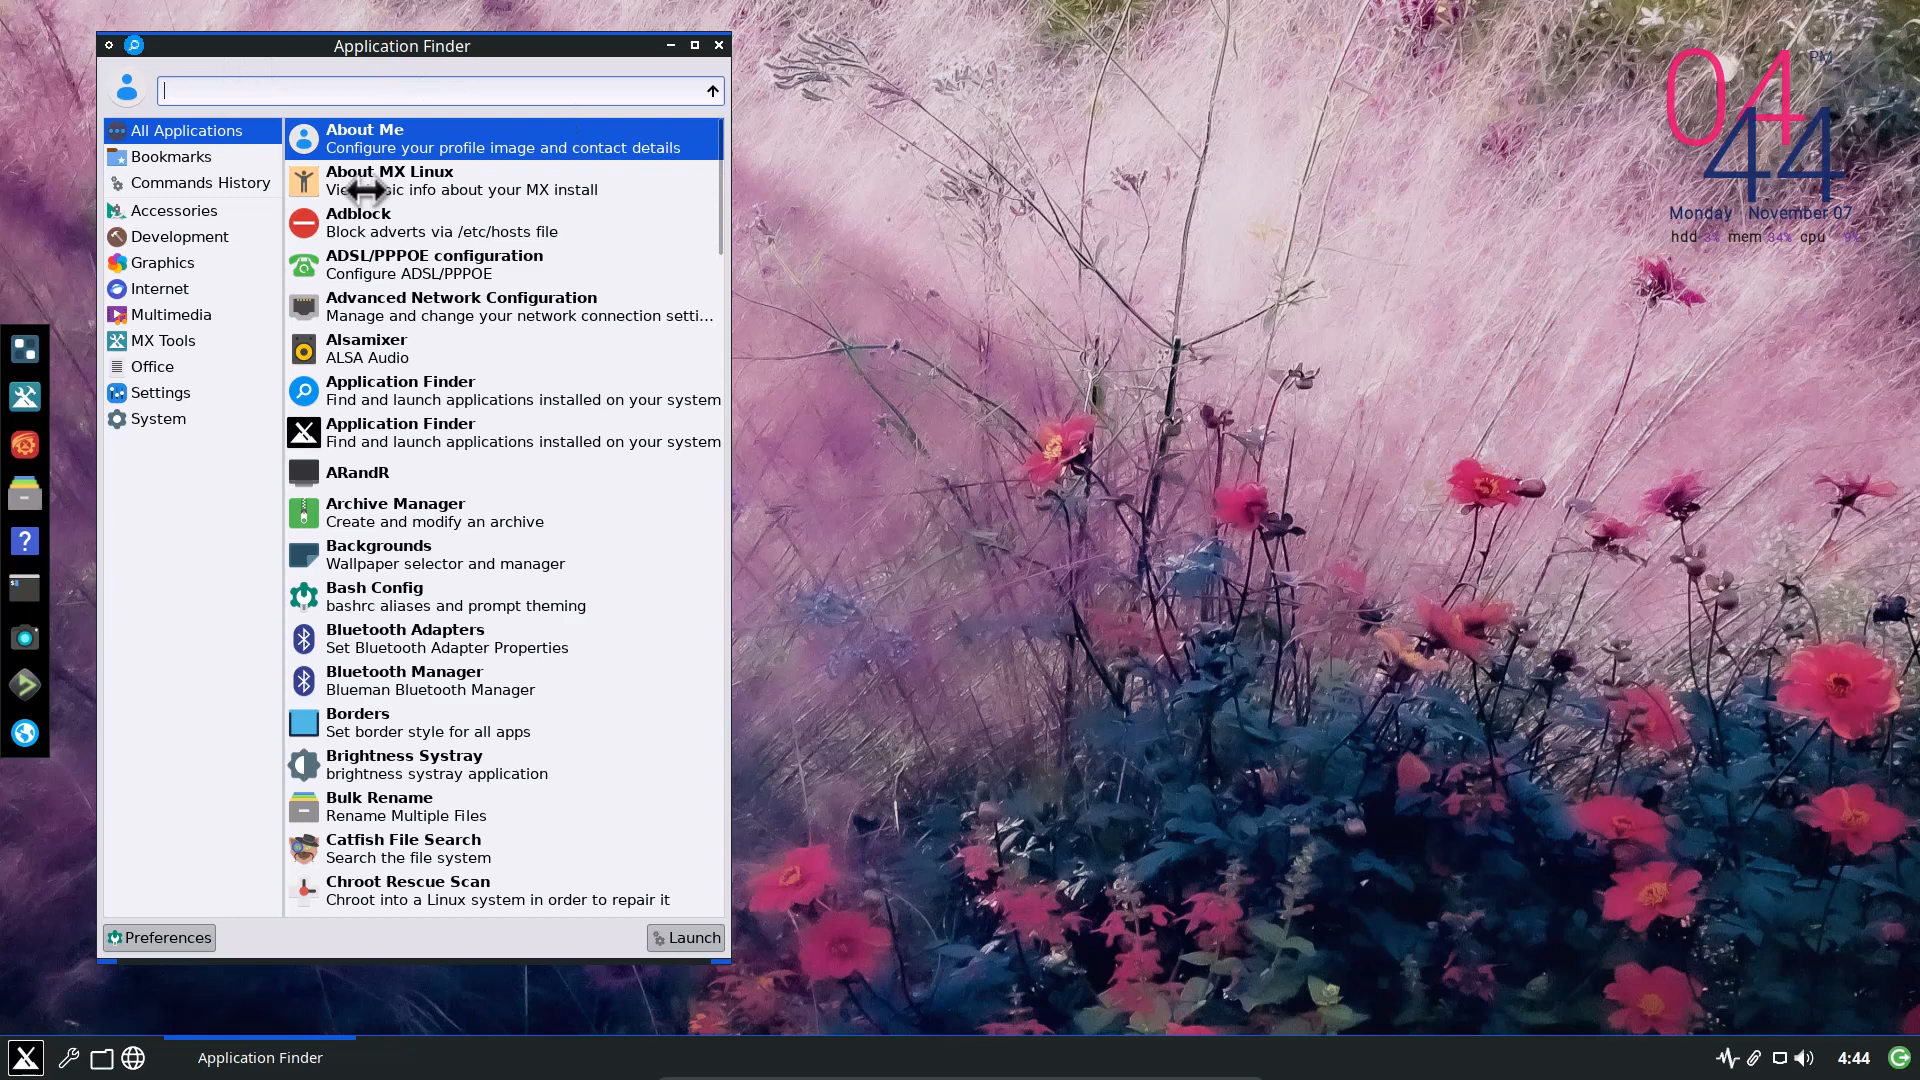 Application Finder
All Applications
Bookmarks
Commands History
Accessories
Development
Graphics
Internet
Multimedia
MX Tools
Office
Settings
System
About Me
Configure your profile image and contact details
About MX Linux
info about your MX install
Adblock
Block adverts via /etc/hosts file
ADSL/PPPOE configuration
Configure ADSL/PPPOE
Advanced Network Configuration
Manage and change your network connection setti…
Alsamixer
ALSA Audio
Application Finder
Find and launch applications installed on your system
Application Finder
Find and launch applications installed on your system
ARandR
Archive Manager
Create and modify an archive
Backgrounds
Wallpaper selector and manager
Bash Config
bashrc aliases and prompt theming
Bluetooth Adapters
Set Bluetooth Adapter Properties
Bluetooth Manager
Blueman Bluetooth Manager
Borders
Set border style for all apps
Brightness Systray
brightness systray application
Bulk Rename
Rename Multiple Files
Catfish File Search
Search the file system
Chroot Rescue Scan
Chroot into a Linux system in order to repair it
Preferences
Launch
04
PM
44
Monday November 07
hdd 3% mem 34% cpu 9%
Application Finder
4:44